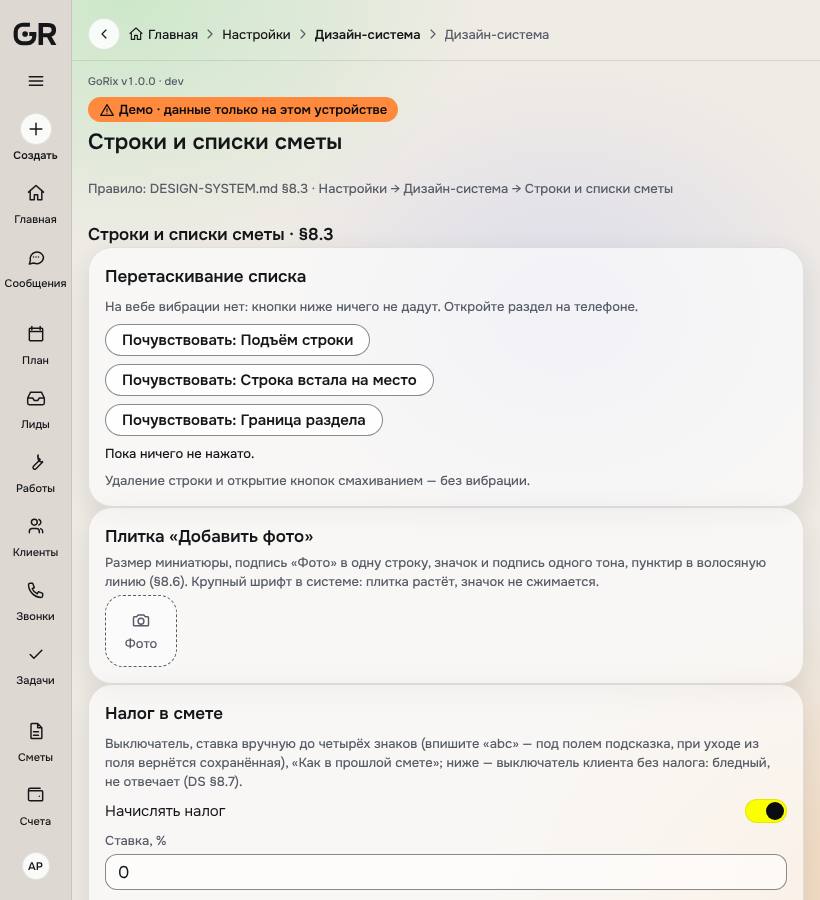 GR
Главная
Настройки
Дизайн-система
Дизайн-система
GoRix v1.0.0 · dev
Демо · данные только на этом устройстве
Строки и списки сметы
Правило: DESIGN-SYSTEM.md §8.3 · Настройки → Дизайн-система → Строки и списки сметы
Строки и списки сметы · §8.3
Перетаскивание списка
На вебе вибрации нет: кнопки ниже ничего не дадут. Откройте раздел на телефоне.
Почувствовать: Подъём строки
Почувствовать: Строка встала на место
Почувствовать: Граница раздела
Пока ничего не нажато.
Удаление строки и открытие кнопок смахиванием — без вибрации.
Плитка «Добавить фото»
Размер миниатюры, подпись «Фото» в одну строку, значок и подпись одного тона, пунктир в волосяную
линию (§8.6). Крупный шрифт в системе: плитка растёт, значок не сжимается.
Фото
Налог в смете
Выключатель, ставка вручную до четырёх знаков (впишите «abc» — под полем подсказка, при уходе из
поля вернётся сохранённая), «Как в прошлой смете»; ниже — выключатель клиента без налога: бледный,
не отвечает (DS §8.7).
Начислять налог
Ставка, %
0
Создать
Главная
Сообщения
План
Лиды
Работы
Клиенты
Звонки
Задачи
Сметы
Счета
AP